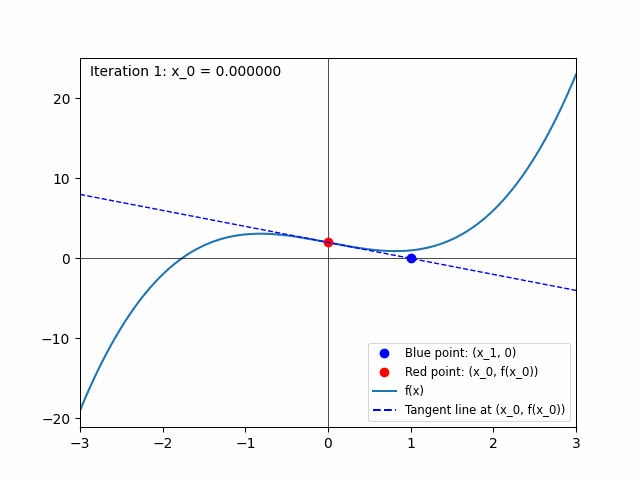 Iteration 1: x_0 = 0.000000
20
10
0
−10
−20
−3
−2
−1
0
1
2
3
Blue point: (x_1, 0)
Red point: (x_0, f(x_0))
f(x)
Tangent line at (x_0, f(x_0))